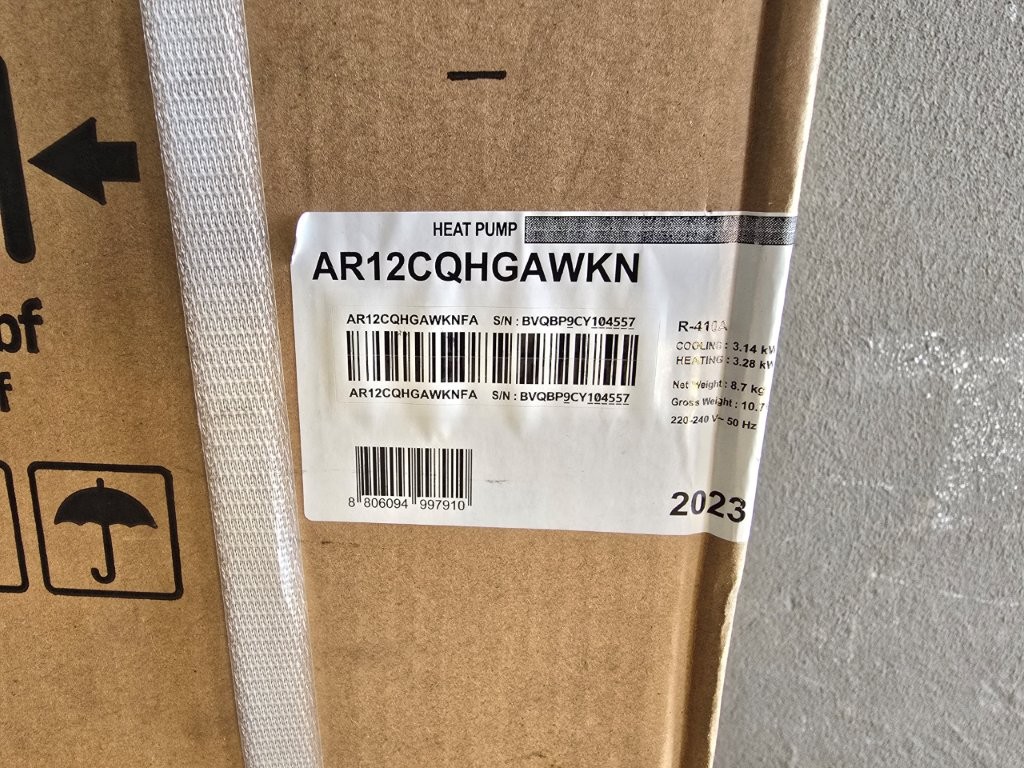 HEAT PUMP
AR12CQHGAWKN
AR12CQHGAWKNFA S/N : BVQBP9CY104557
AR12CQHGAWKNFA S/N : BVQBP9CY104557
R-410A
COOLING : 3.14 kW
HEATING : 3.28 kW
Net Weight : 8.7 kg
Gross Weight : 10.7
220-240 V~ 50 Hz
8 806094 997910
2023